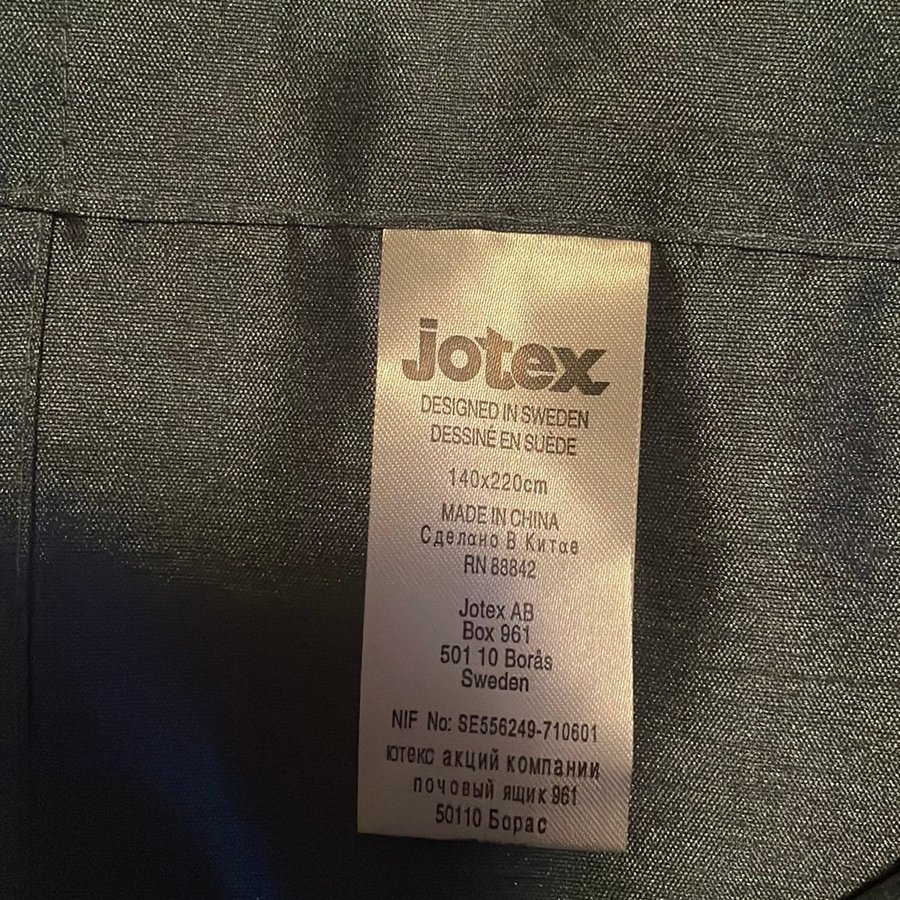 jotex
DESIGNED IN SWEDEN
DESSINÉ EN SUÈDE
140x220cm
MADE IN CHINA
Сделано В Китае
RN 88842
Jotex AB
Box 961
501 10 Borås
Sweden
NIF No: SE556249-710601
ютекс акций компании
почовый ящик 961
50110 Борас